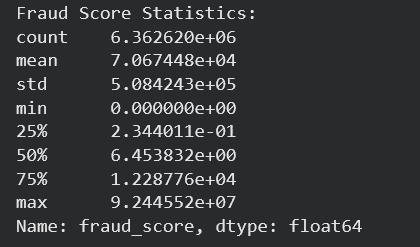 Fraud Score Statistics:
count    6.362620e+06
mean     7.067448e+04
std      5.084243e+05
min      0.000000e+00
25%      2.344011e-01
50%      6.453832e+00
75%      1.228776e+04
max      9.244552e+07
Name: fraud_score, dtype: float64